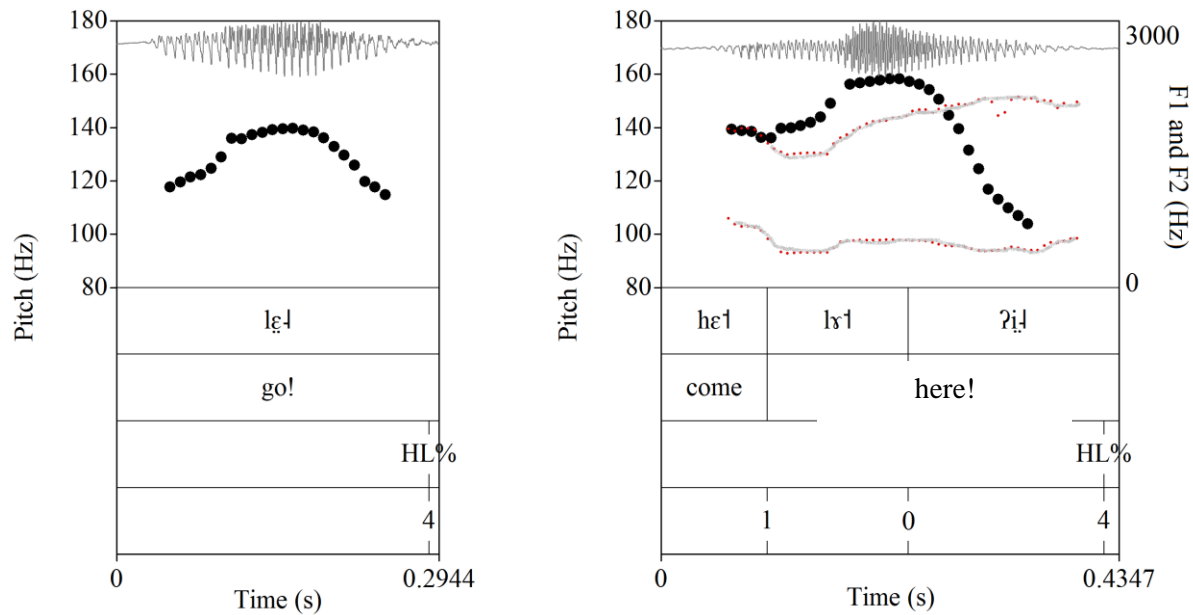 180
160
140
120
100
80
Pitch (Hz)
lɛ̤˨
go!
HL%
4
0
0.2944
Time (s)
180
160
140
120
100
80
Pitch (Hz)
3000
0
F1 and F2 (Hz)
hɛ˦ lɤ˦ ʔi̤˨
come here!
HL%
1 0 4
0
0.4347
Time (s)